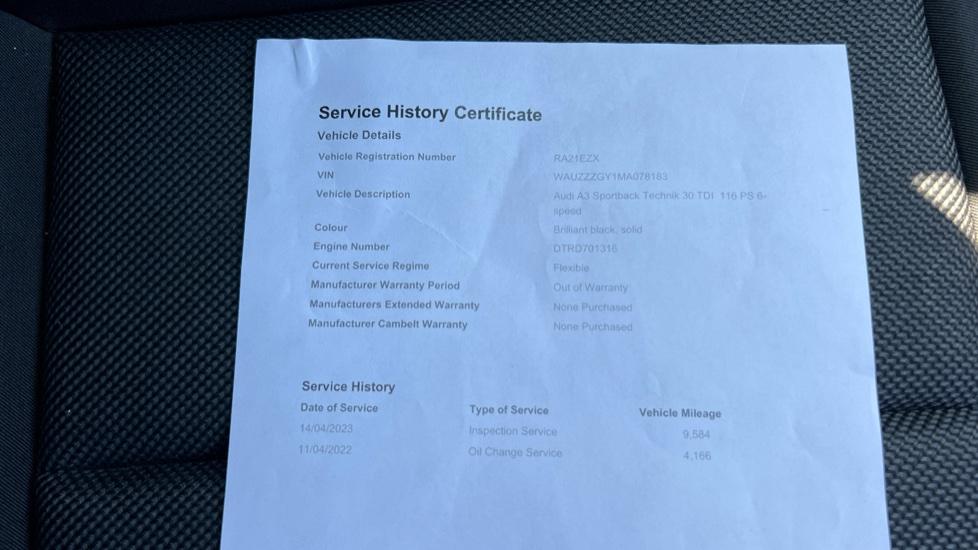 Service History Certificate
Vehicle Details
Vehicle Registration Number RA21EZX
VIN WAUZZZGY1MA078183
Vehicle Description Audi A3 Sportback Technik 30 TDI 116 PS 6-
speed
Colour Brilliant black, solid
Engine Number DTRD701316
Current Service Regime Flexible
Manufacturer Warranty Period Out of Warranty
Manufacturers Extended Warranty None Purchased
Manufacturer Cambelt Warranty None Purchased
Service History
Date of Service Type of Service Vehicle Mileage
14/04/2023 Inspection Service 9,584
11/04/2022 Oil Change Service 4,166